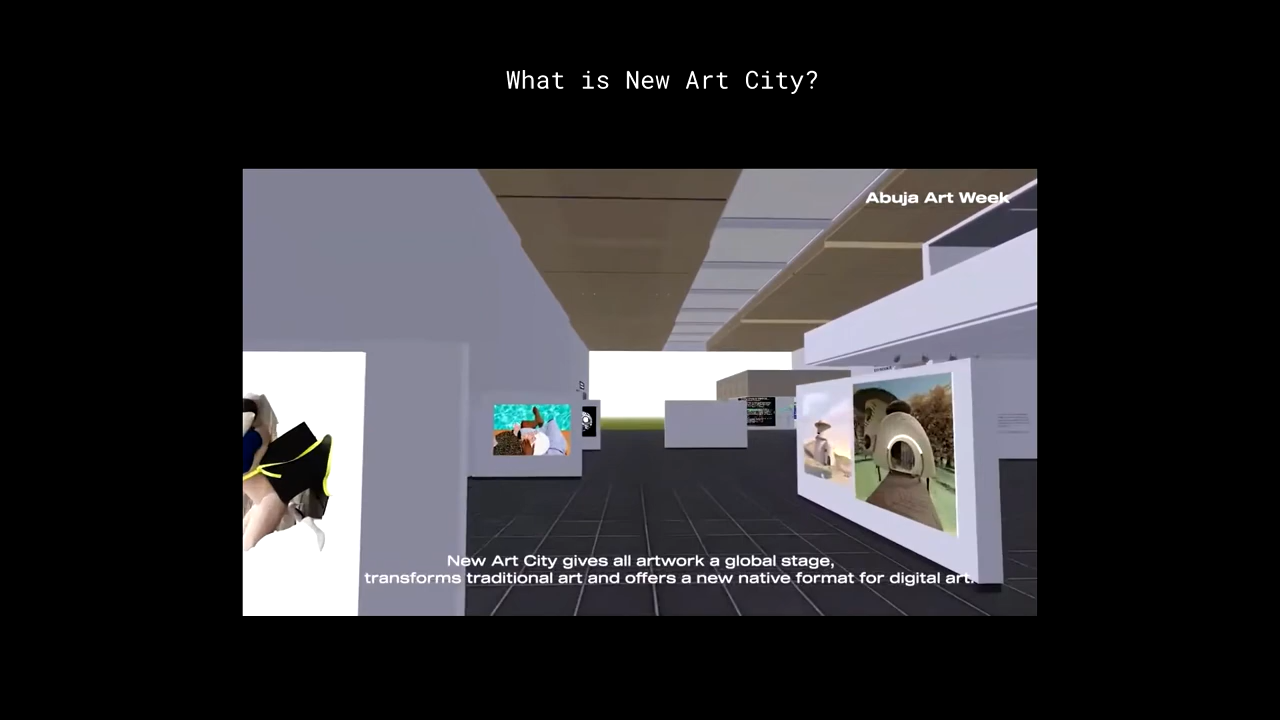 What is New Art City?
Abuja Art Week
New Art City gives all artwork a global stage,
transforms traditional art and offers a new native format for digital art.